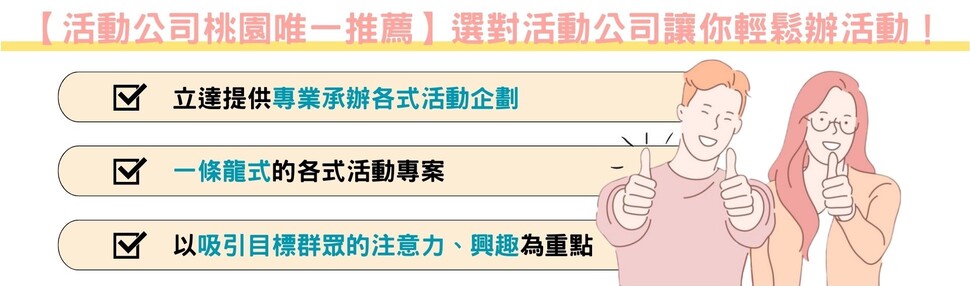 【活動公司桃園唯一推薦】選對活動公司讓你輕鬆辦活動！
立達提供專業承辦各式活動企劃
一條龍式的各式活動專案
以吸引目標群眾的注意力、興趣為重點